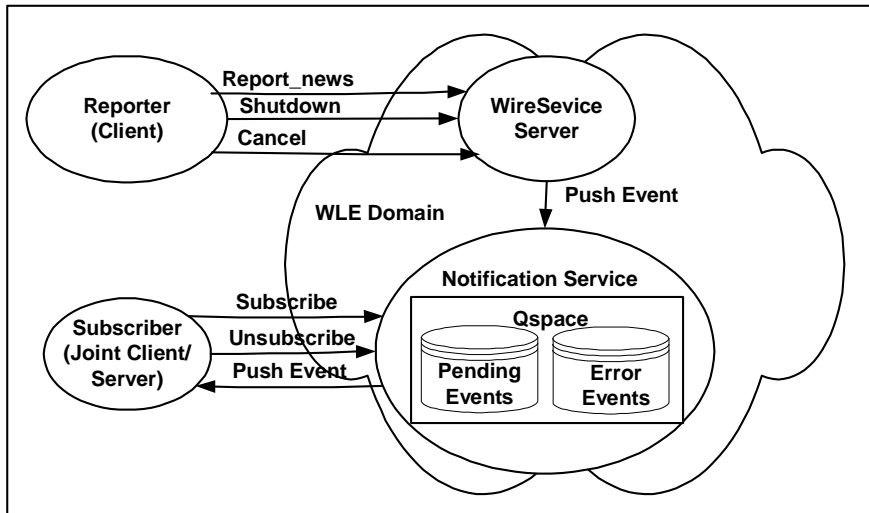 Report_news
Shutdown
Cancel
Reporter
(Client)
WireSevice
Server
Push Event
WLE Domain
Notification Service
Qspace
Pending
Events
Error
Events
Subscribe
Unsubscribe
Push Event
Subscriber
(Joint Client/
Server)